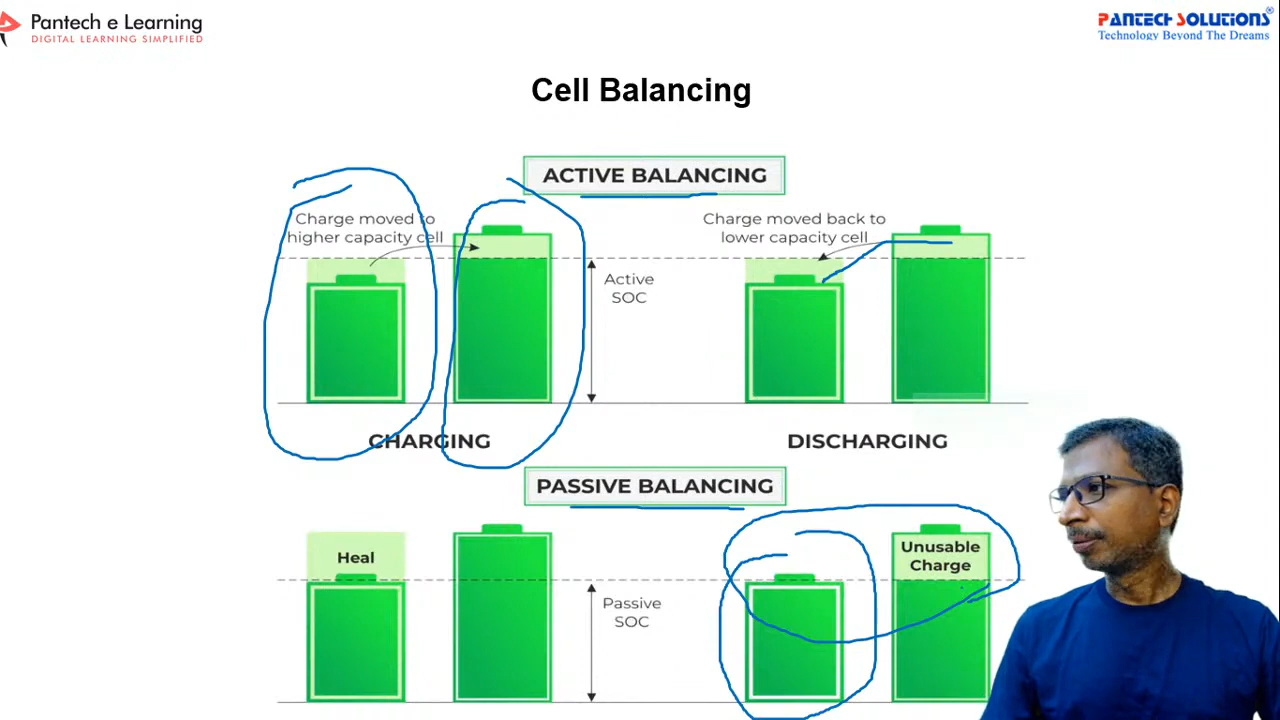 Pantech e Learning
DIGITAL LEARNING SIMPLIFIED
PANTECH SOLUTIONS®
Technology Beyond The Dreams
Cell Balancing
ACTIVE BALANCING
Charge moved to
higher capacity cell
Active
SOC
Charge moved back to
lower capacity cell
CHARGING
DISCHARGING
PASSIVE BALANCING
Heal
Passive
SOC
Unusable
Charge